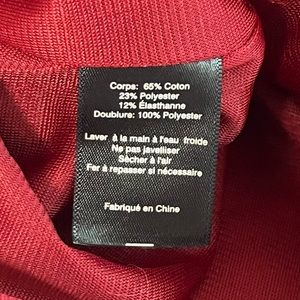 Corps: 65% Coton
23% Polyester
12% Élasthanne
Doublure: 100% Polyester
Laver à la main à l'eau froide
Ne pas javelliser
Sècher à l'air
Fer à repasser si nécessaire
Fabriqué en Chine